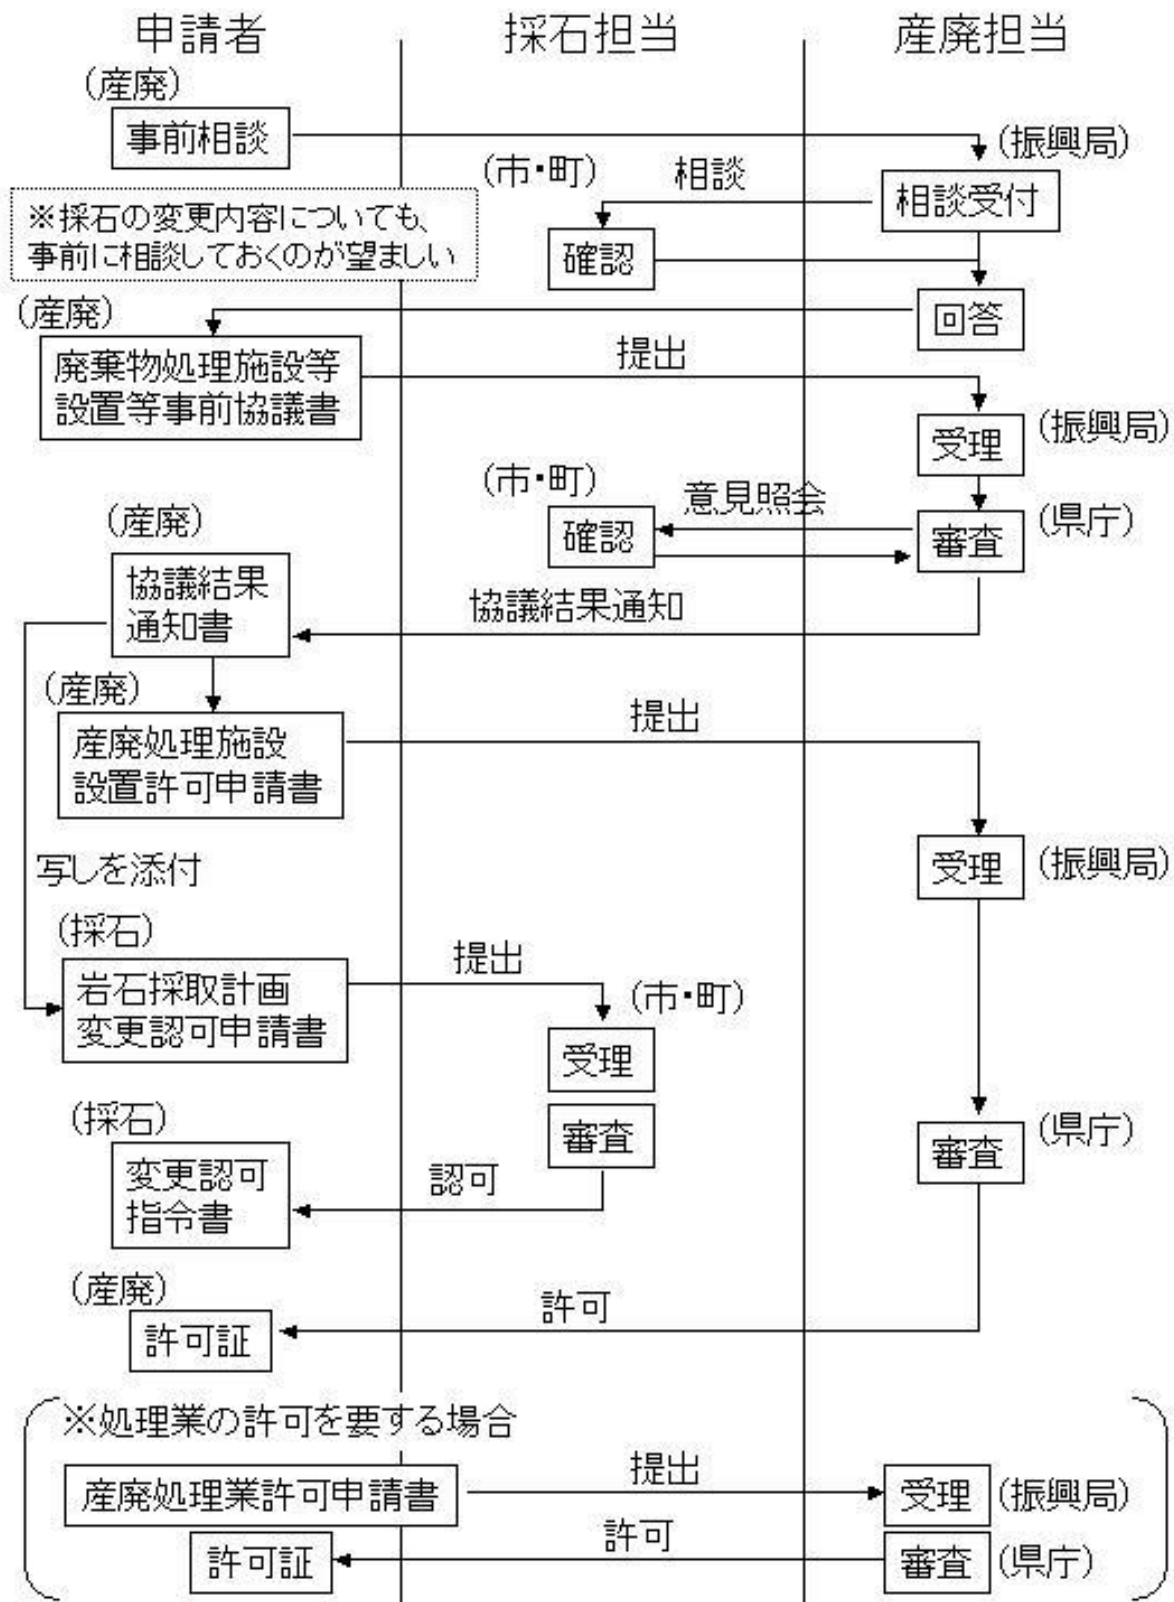 申請者
採石担当
産廃担当
(産廃)
事前相談
(振興局)
(市・町)
相談
相談受付
※採石の変更内容についても、
事前に相談しておくのが望ましい
確認
(産廃)
回答
廃棄物処理施設等
設置等事前協議書
提出
受理
(振興局)
(市・町)
意見照会
確認
審査
(県庁)
(産廃)
協議結果
通知書
協議結果通知
(産廃)
産廃処理施設
設置許可申請書
提出
受理
(振興局)
写しを添付
(採石)
岩石採取計画
変更認可申請書
提出
(市・町)
受理
審査
(採石)
変更認可
指令書
認可
審査
(県庁)
(産廃)
許可証
許可
※処理業の許可を要する場合
産廃処理業許可申請書
提出
受理
(振興局)
許可証
許可
審査
(県庁)